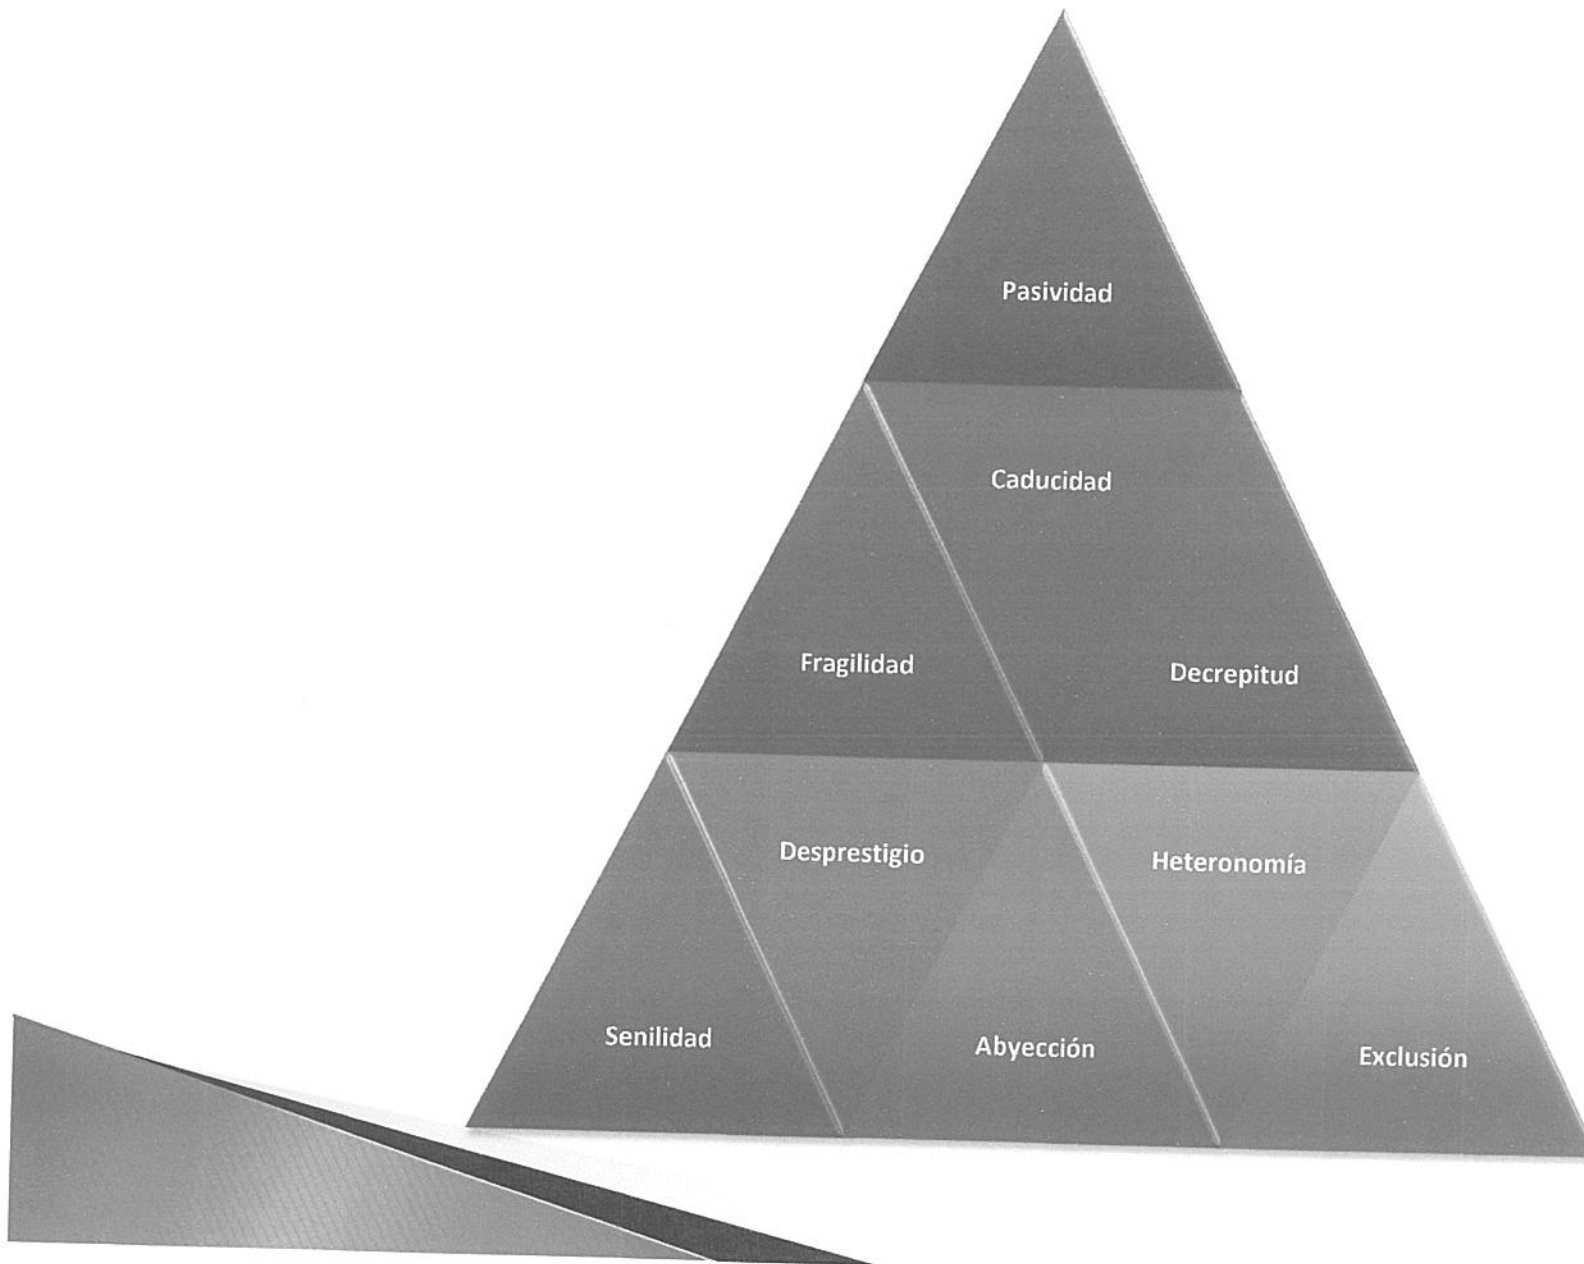 Pasividad
Caducidad
Fragilidad
Decrepitud
Desprestigio
Heteronomía
Senilidad
Abyección
Exclusión